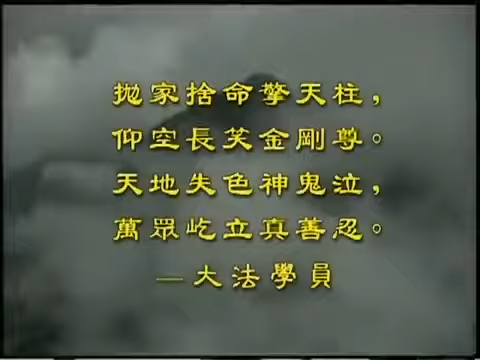 拋家捨命擎天柱，
仰空長笑金剛尊。
天地失色神鬼泣，
萬眾屹立真善忍。
—大法學員